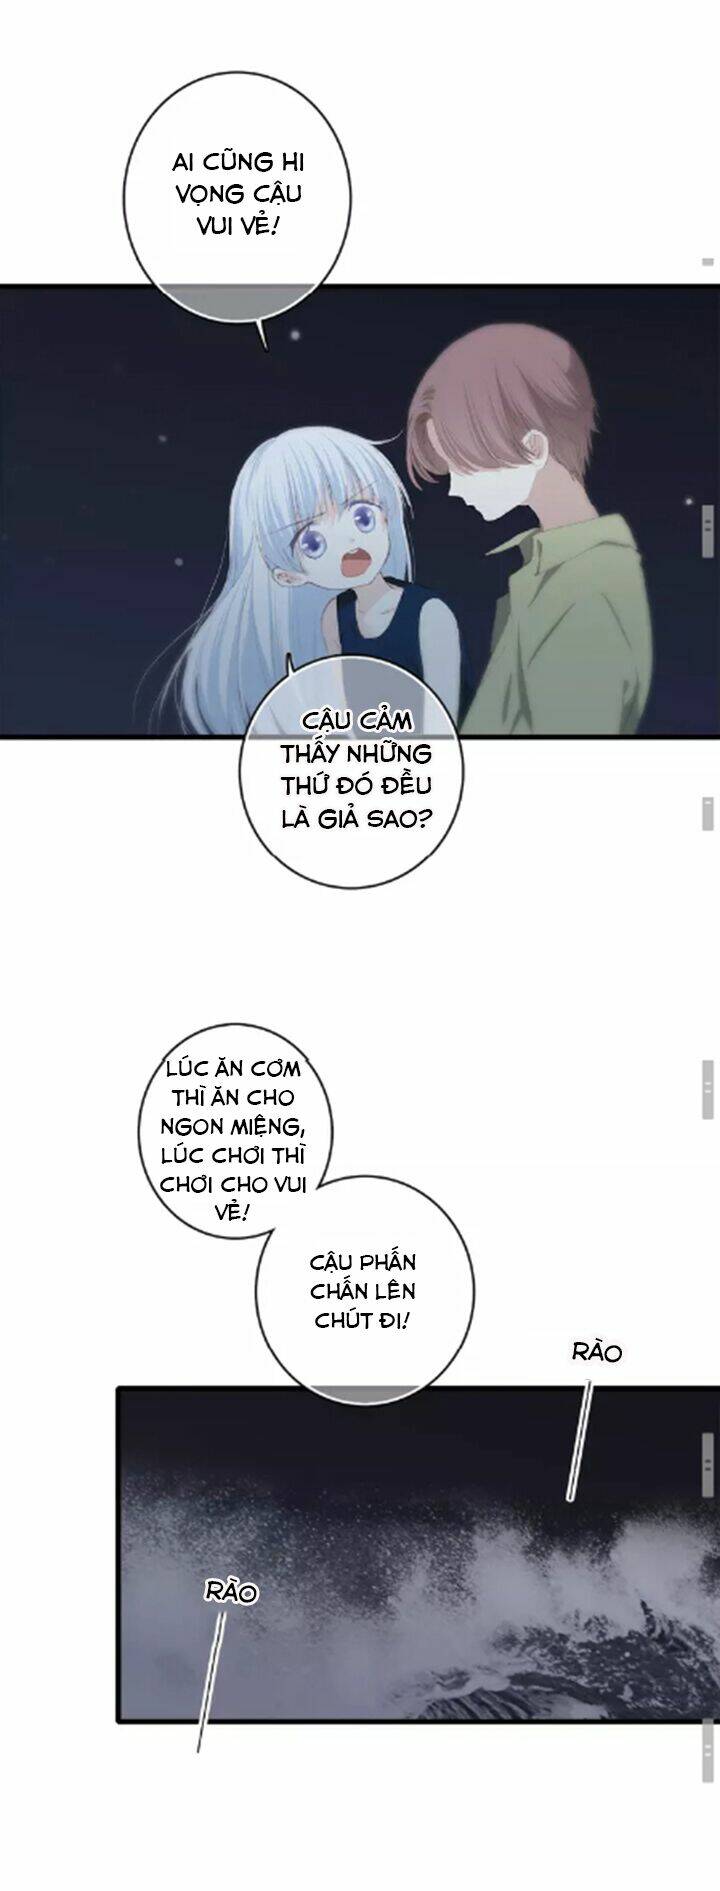 AI CŨNG HI
VỌNG CẬU
VUI VẺ!
CẬU CẢM
THẤY NHỮNG
THỨ ĐÓ ĐỀU
LÀ GIẢ SAO?
LÚC ĂN CƠM
THÌ ĂN CHO
NGON MIỆNG,
LÚC CHƠI THÌ
CHƠI CHO VUI
VẺ!
CẬU PHẤN
CHẤN LÊN
CHÚT ĐI!
RÀO
RÀO